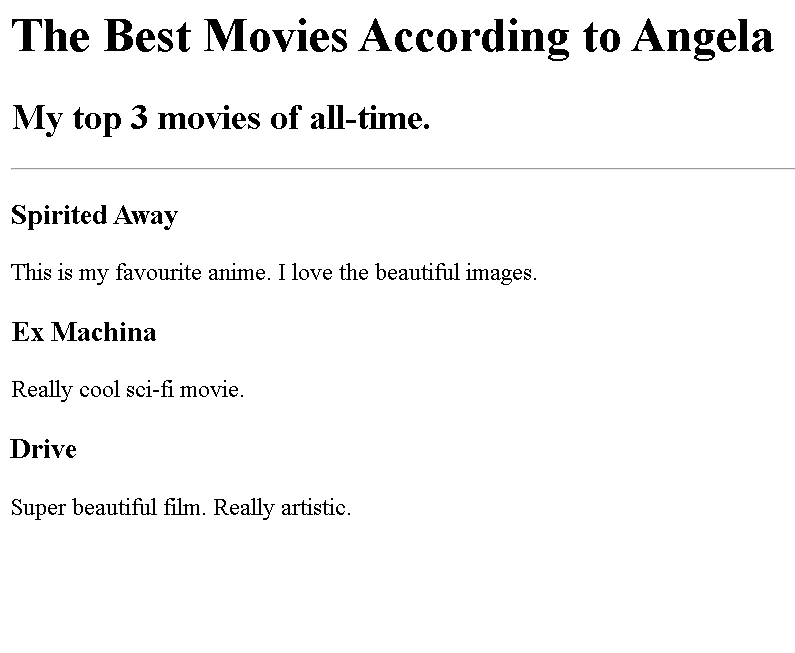 The Best Movies According to Angela
My top 3 movies of all-time.
Spirited Away
This is my favourite anime. I love the beautiful images.
Ex Machina
Really cool sci-fi movie.
Drive
Super beautiful film. Really artistic.